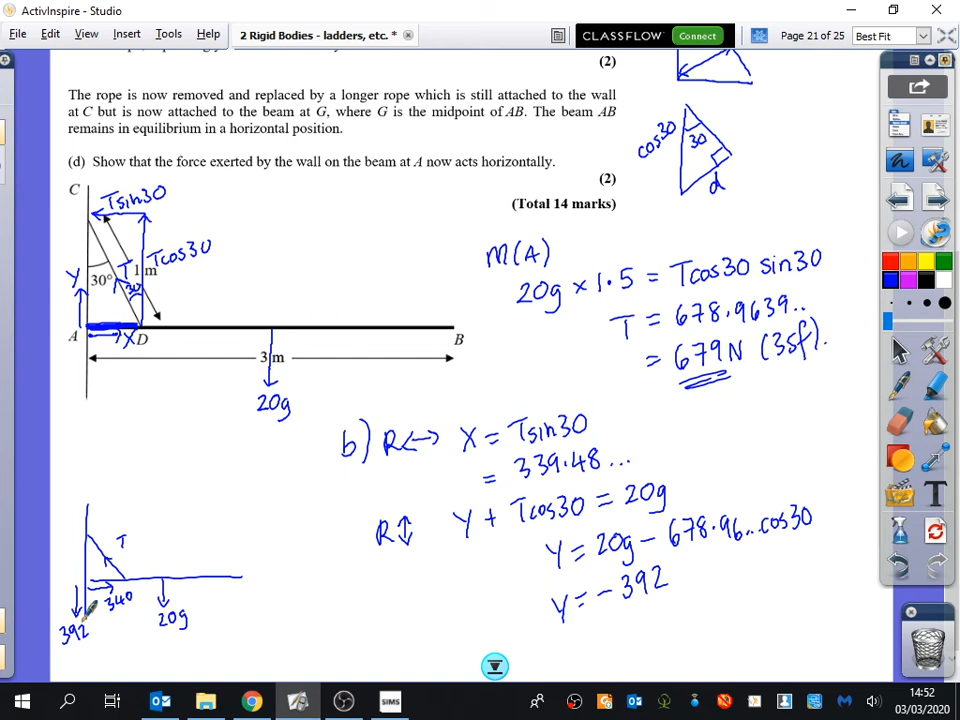 ActivInspire - Studio
File Edit View Insert Tools Help
2 Rigid Bodies - ladders, etc. *
CLASSFLOW Connect
Page 21 of 25
Best Fit
(2)
The rope is now removed and replaced by a longer rope which is still attached to the wall
at C but is now attached to the beam at G, where G is the midpoint of AB. The beam AB
remains in equilibrium in a horizontal position.
(d) Show that the force exerted by the wall on the beam at A now acts horizontally.
(2)
(Total 14 marks)
cos30
30
d
C
Tsin30
Tcos30
Y
30°
T
1 m
30
A
X
D
B
3 m
20g
M(A)
20g × 1.5 = Tcos30 sin30
T = 678.9639..
= 679N (3sf).
b) R↔ X = Tsin30
= 339.48...
R↕ Y + Tcos30 = 20g
Y = 20g - 678.96...cos30
Y = -392
T
340
392
20g
SIMS
14:52
03/03/2020